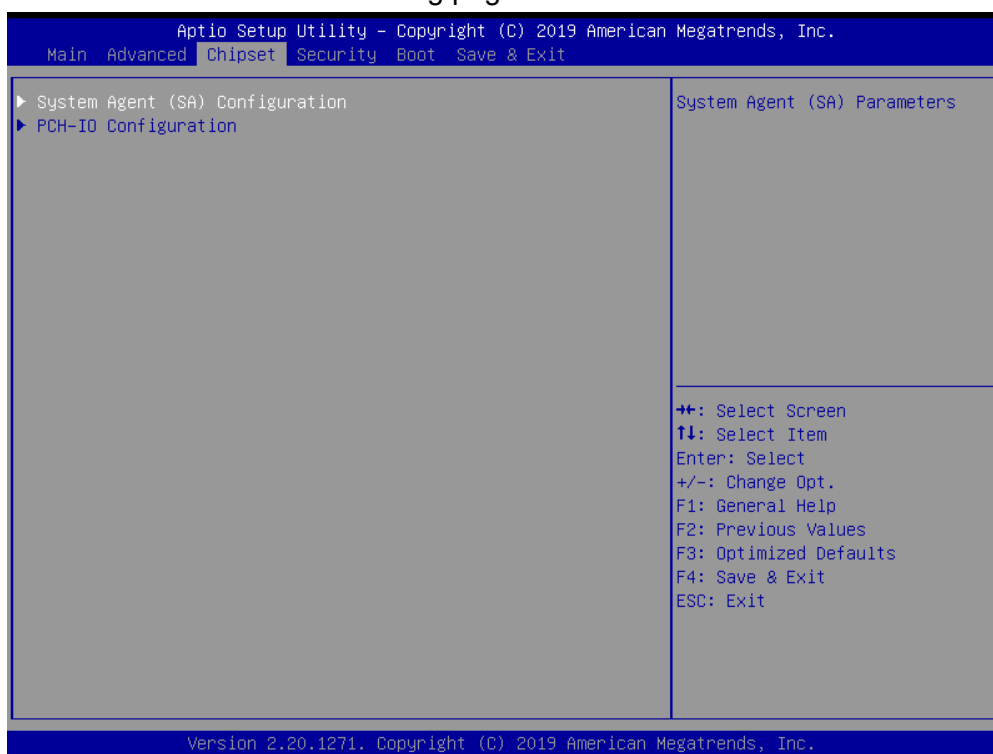 Aptio Setup Utility – Copyright (C) 2019 American Megatrends, Inc.
Main Advanced Chipset Security Boot Save & Exit
System Agent (SA) Configuration
PCH-IO Configuration
System Agent (SA) Parameters
→←: Select Screen
↑↓: Select Item
Enter: Select
+/-: Change Opt.
F1: General Help
F2: Previous Values
F3: Optimized Defaults
F4: Save & Exit
ESC: Exit
Version 2.20.1271. Copyright (C) 2019 American Megatrends, Inc.